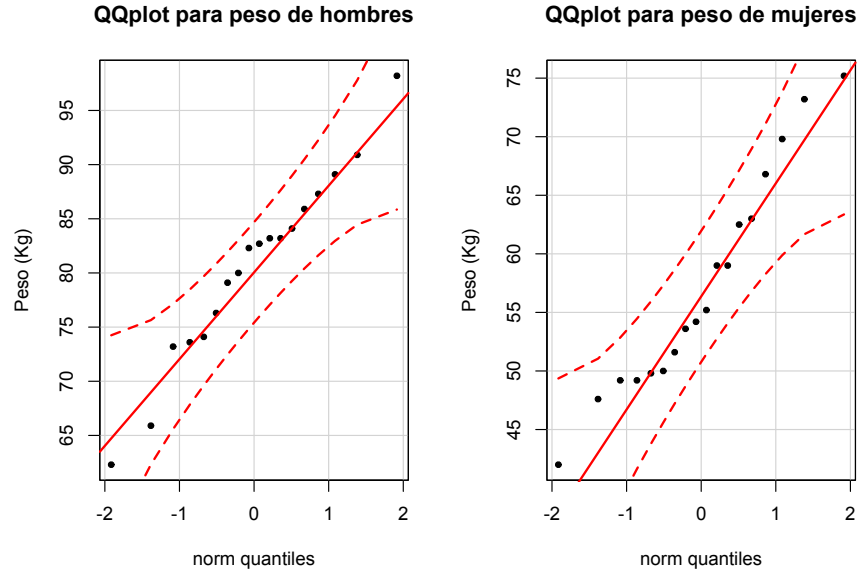 QQplot para peso de hombres
Peso (Kg)
95
90
85
80
75
70
65
-2 -1 0 1 2
norm quantiles
QQplot para peso de mujeres
Peso (Kg)
75
70
65
60
55
50
45
-2 -1 0 1 2
norm quantiles